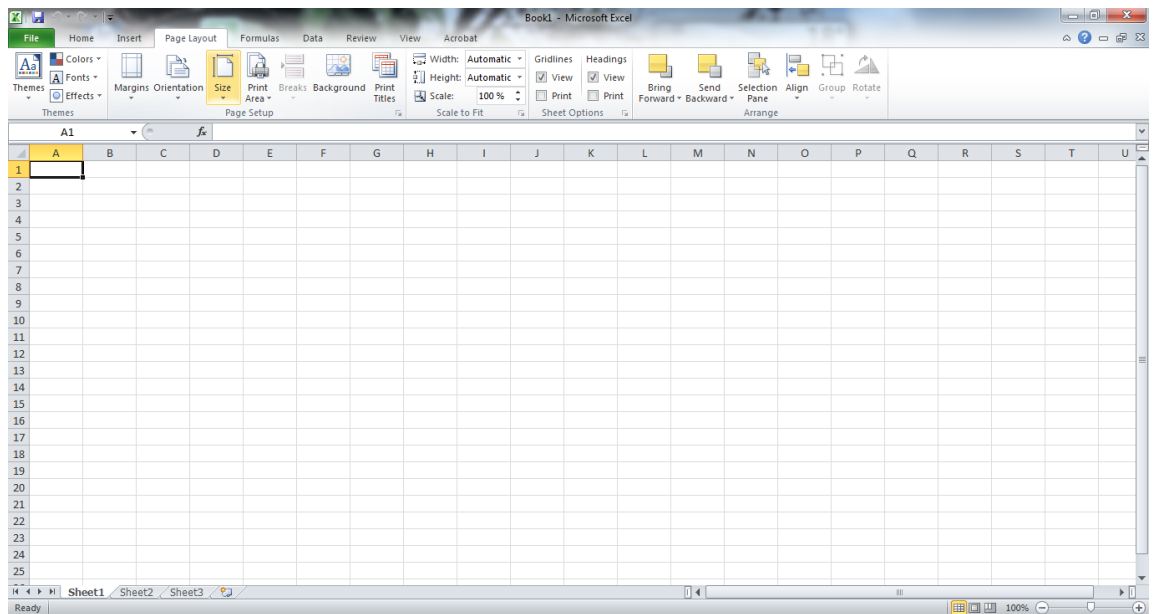 Book1 - Microsoft Excel
File Home Insert Page Layout Formulas Data Review View Acrobat
Colors Width: Automatic Gridlines Headings
Fonts Height: Automatic View View
Themes Effects Margins Orientation Size Print Area Breaks Background Print Titles Scale: 100 % Print Print Bring Forward Send Backward Selection Pane Align Group Rotate
Themes Page Setup Scale to Fit Sheet Options Arrange
A1 fx
A B C D E F G H I J K L M N O P Q R S T U
1
2
3
4
5
6
7
8
9
10
11
12
13
14
15
16
17
18
19
20
21
22
23
24
25
Sheet1 Sheet2 Sheet3
Ready 100%